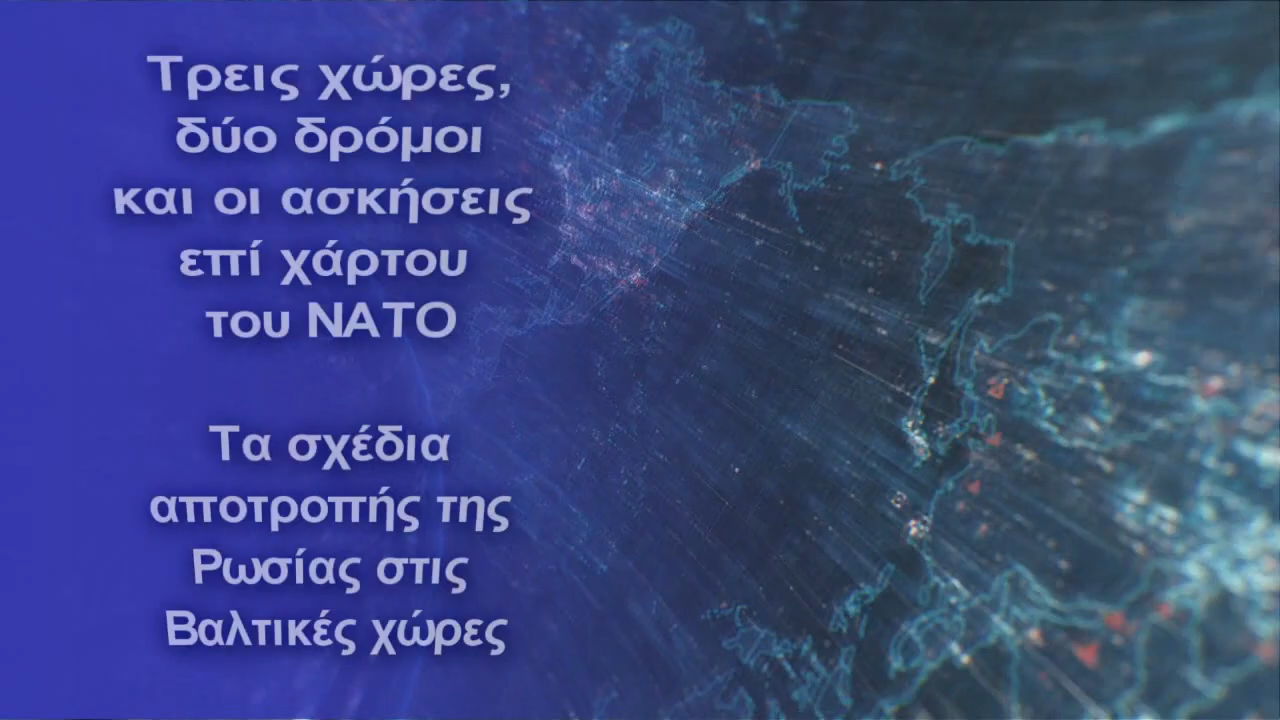 Τρεις χώρες,
δύο δρόμοι
και οι ασκήσεις
επί χάρτου
του ΝΑΤΟ
Τα σχέδια
αποτροπής της
Ρωσίας στις
Βαλτικές χώρες